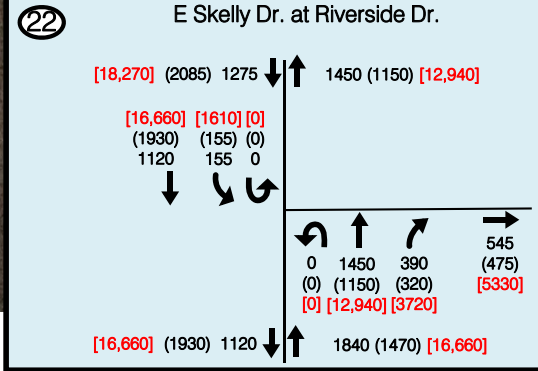 22
E Skelly Dr. at Riverside Dr.
[18,270] (2085) 1275
1450 (1150) [12,940]
[16,660] [1610] [0]
(1930) (155) (0)
1120 155 0
0 1450 390
(0) (1150) (320)
[0] [12,940] [3720]
545
(475)
[5330]
[16,660] (1930) 1120
1840 (1470) [16,660]